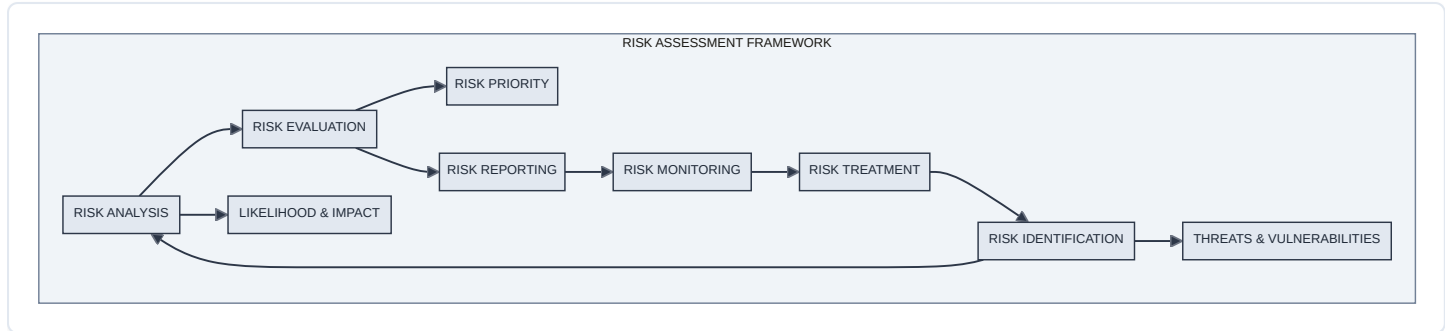 RISK ASSESSMENT FRAMEWORK
RISK PRIORITY
RISK EVALUATION
RISK REPORTING
RISK MONITORING
RISK TREATMENT
RISK ANALYSIS
LIKELIHOOD & IMPACT
RISK IDENTIFICATION
THREATS & VULNERABILITIES